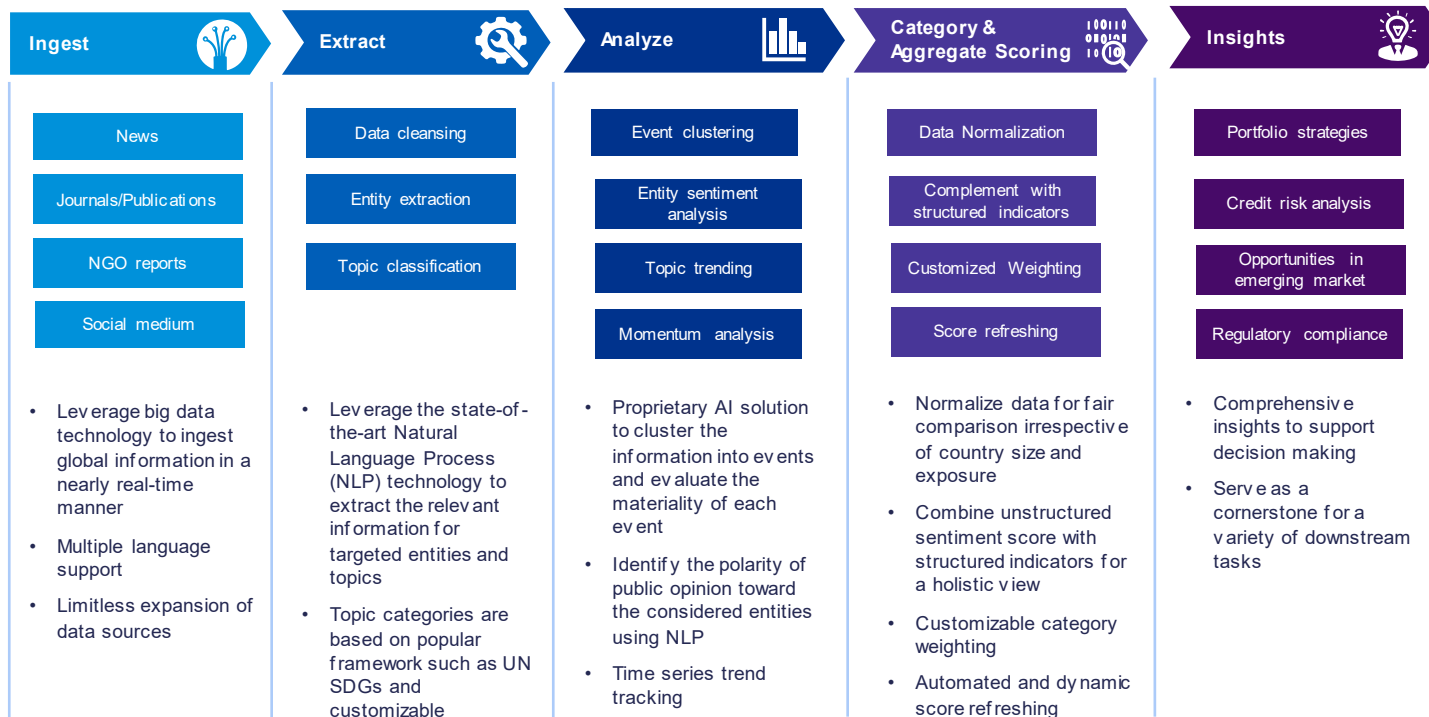 Ingest
Extract
Analyze
Category &
Aggregate Scoring
Insights
News
Journals/Publications
NGO reports
Social medium
Data cleansing
Entity extraction
Topic classification
Event clustering
Entity sentiment
analysis
Topic trending
Momentum analysis
Data Normalization
Complement with
structured indicators
Customized Weighting
Score refreshing
Portfolio strategies
Credit risk analysis
Opportunities in
emerging market
Regulatory compliance
• Leverage big data
technology to ingest
global information in a
nearly real-time
manner
• Multiple language
support
• Limitless expansion of
data sources
• Leverage the state-of-
the-art Natural
Language Process
(NLP) technology to
extract the relevant
information for
targeted entities and
topics
• Topic categories are
based on popular
framework such as UN
SDGs and
customizable
• Proprietary AI solution
to cluster the
information into events
and evaluate the
materiality of each
event
• Identify the polarity of
public opinion toward
the considered entities
using NLP
• Time series trend
tracking
• Normalize data for fair
comparison irrespective
of country size and
exposure
• Combine unstructured
sentiment score with
structured indicators for
a holistic view
• Customizable category
weighting
• Automated and dynamic
score refreshing
• Comprehensive
insights to support
decision making
• Serve as a
cornerstone for a
variety of downstream
tasks